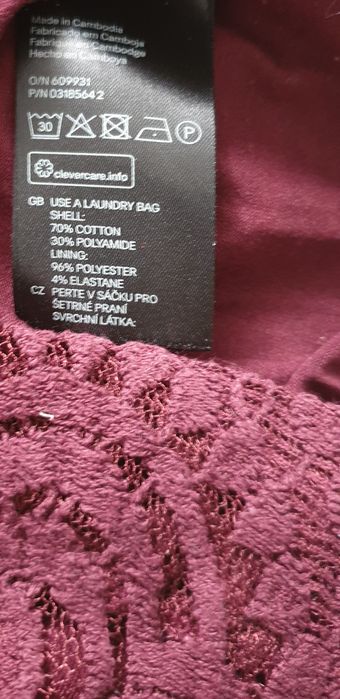 Made in Cambodia
Fabricado em Camboja
Fabriqué en Cambodge
Hecho en Camboya
O/N 609931
P/N 0318564 2
30 P
clevercare.info
GB USE A LAUNDRY BAG
SHELL:
70% COTTON
30% POLYAMIDE
LINING:
96% POLYESTER
4% ELASTANE
CZ PERTE V SÁČKU PRO
ŠETRNÉ PRANÍ
SVRCHNÍ LÁTKA: